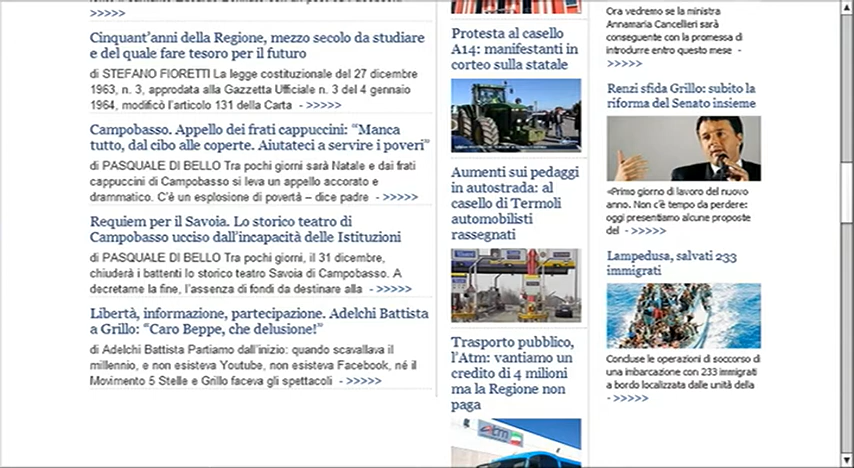 >>>>>
Cinquant'anni della Regione, mezzo secolo da studiare
e del quale fare tesoro per il futuro
di STEFANO FIORETTI La legge costituzionale del 27 dicembre
1963, n. 3, approdata alla Gazzetta Ufficiale n. 3 del 4 gennaio
1964, modificò l'articolo 131 della Carta - >>>>>
Campobasso. Appello dei frati cappuccini: “Manca
tutto, dal cibo alle coperte. Aiutateci a servire i poveri”
di PASQUALE DI BELLO Tra pochi giorni sarà Natale e dai frati
cappuccini di Campobasso si leva un appello accorato e
drammatico. C'è un esplosione di povertà – dice padre - >>>>>
Requiem per il Savoia. Lo storico teatro di
Campobasso ucciso dall'incapacità delle Istituzioni
di PASQUALE DI BELLO Tra pochi giorni, il 31 dicembre,
chiuderà i battenti lo storico teatro Savoia di Campobasso. A
decretarne la fine, l'assenza di fondi da destinare alla - >>>>>
Libertà, informazione, partecipazione. Adelchi Battista
a Grillo: “Caro Beppe, che delusione!”
di Adelchi Battista Partiamo dall'inizio: quando scavallava il
millennio, e non esisteva Youtube, non esisteva Facebook, né il
Movimento 5 Stelle e Grillo faceva gli spettacoli - >>>>>
Protesta al casello
A14: manifestanti in
corteo sulla statale
Aumenti sui pedaggi
in autostrada: al
casello di Termoli
automobilisti
rassegnati
Trasporto pubblico,
l'Atm: vantiamo un
credito di 4 milioni
ma la Regione non
paga
atm
Ora vedremo se la ministra
Annamaria Cancellieri sarà
conseguente con la promessa di
introdurre entro questo mese -
>>>>>
Renzi sfida Grillo: subito la
riforma del Senato insieme
«Primo giorno di lavoro del nuovo
anno. Non c'è tempo da perdere:
oggi presentiamo alcune proposte
del - >>>>>
Lampedusa, salvati 233
immigrati
Concluse le operazioni di soccorso di
una imbarcazione con 233 immigrati
a bordo localizzata dalle unità della
- >>>>>